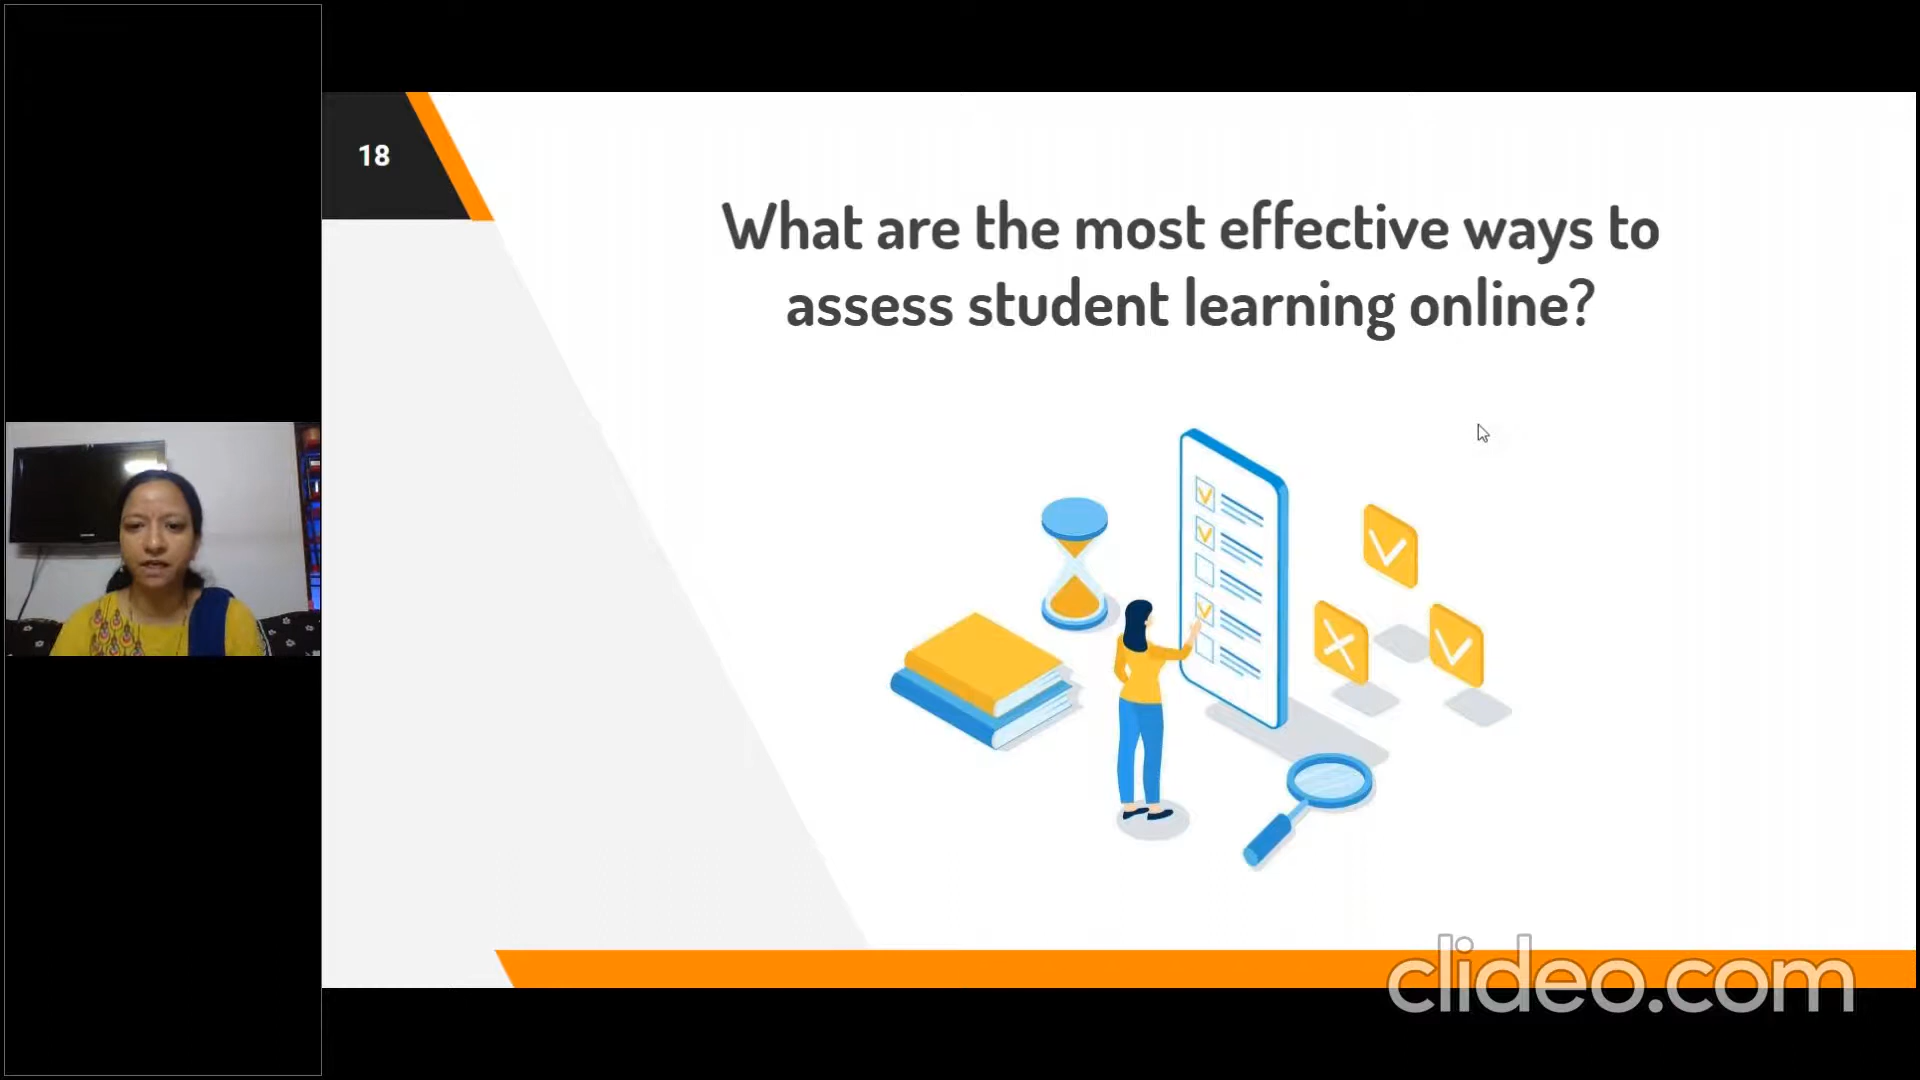 18
What are the most effective ways to
assess student learning online?
clideo.com